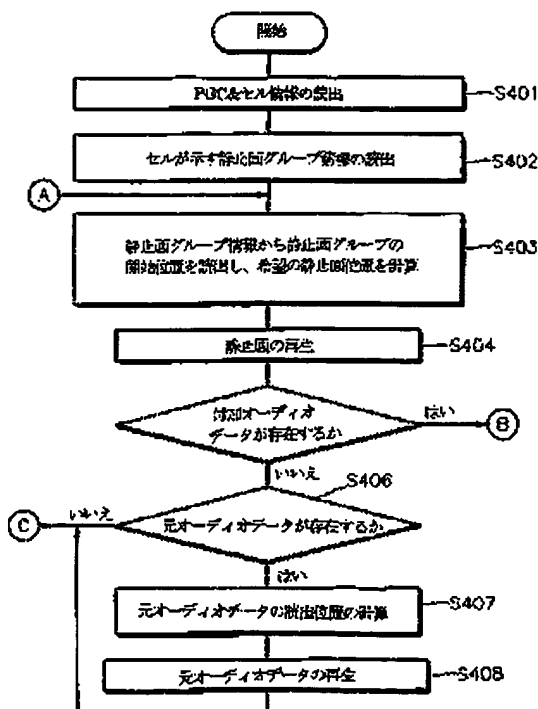 開始
PGC&セル情報の読出
S401
セルが示す静止画グループ情報の読出
S402
A
静止画グループ情報から静止画グループの
開始位置を読出し、希望の静止画位置を計算
S403
静止画の再生
S404
付加オーディオ
データが存在するか
はい
B
いいえ
S406
元オーディオデータが存在するか
いいえ
C
はい
元オーディオデータの読出位置の計算
S407
元オーディオデータの再生
S408